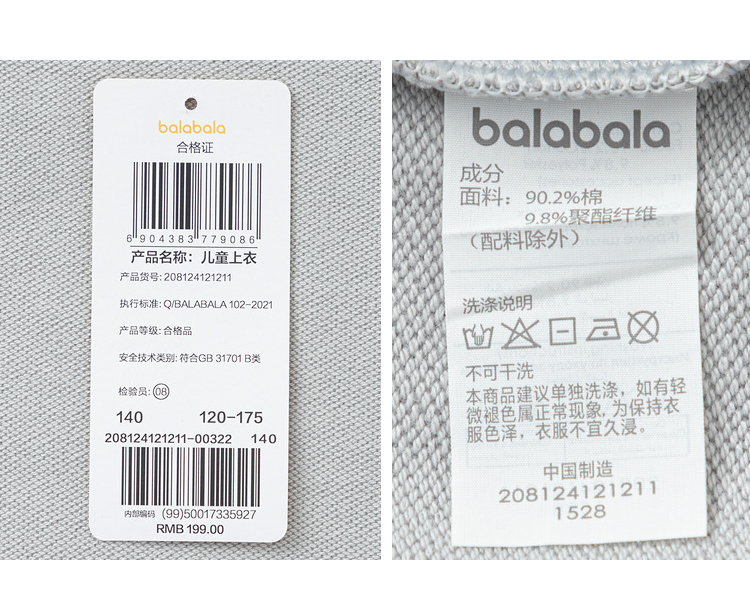 balabala
合格证
6 904383 779086
产品名称：儿童上衣
产品货号: 208124121211
执行标准: Q/BALABALA 102-2021
产品等级: 合格品
安全技术类别: 符合GB 31701 B类
检验员: 08
140 120-175
208124121211-00322 140
内部编码 (99)50017335927
RMB 199.00
balabala
成分
面料：90.2%棉
9.8%聚酯纤维
（配料除外）
洗涤说明
不可干洗
本商品建议单独洗涤，如有轻
微褪色属正常现象, 为保持衣
服色泽，衣服不宜久浸。
中国制造
208124121211
1528